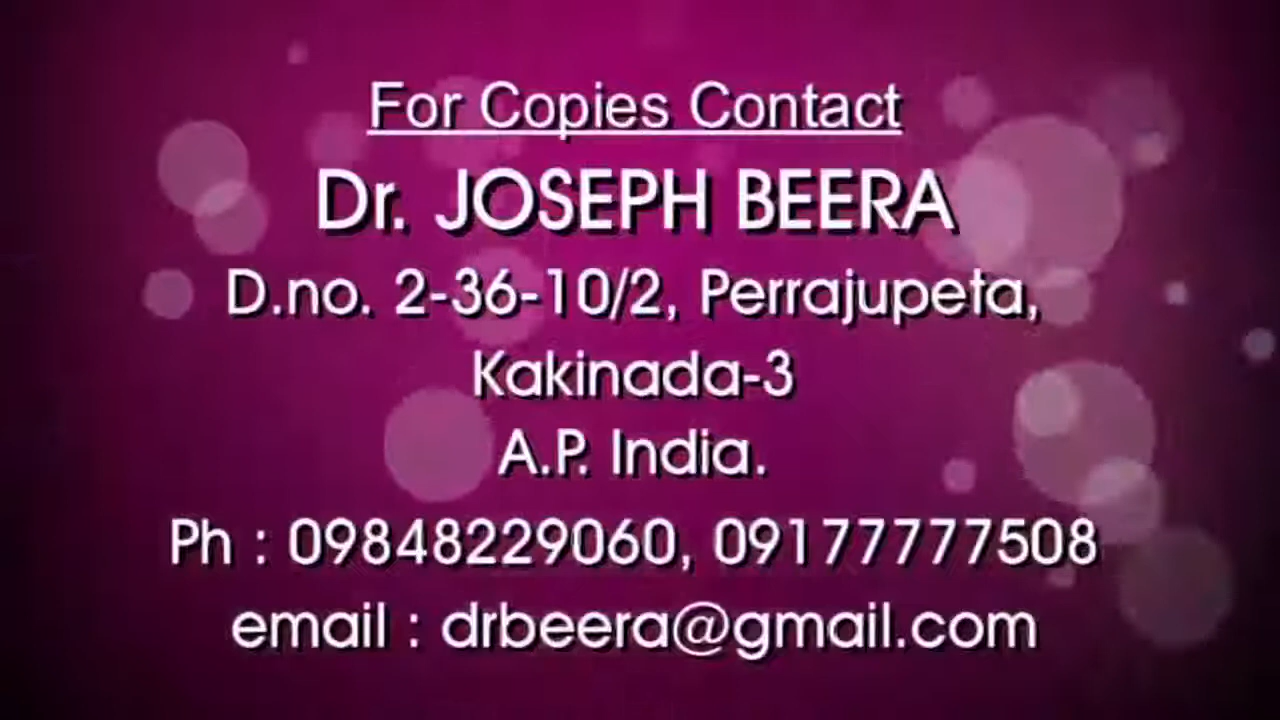 For Copies Contact
Dr. JOSEPH BEERA
D.no. 2-36-10/2, Perrajupeta,
Kakinada-3
A.P. India.
Ph : 09848229060, 09177777508
email : drbeera@gmail.com